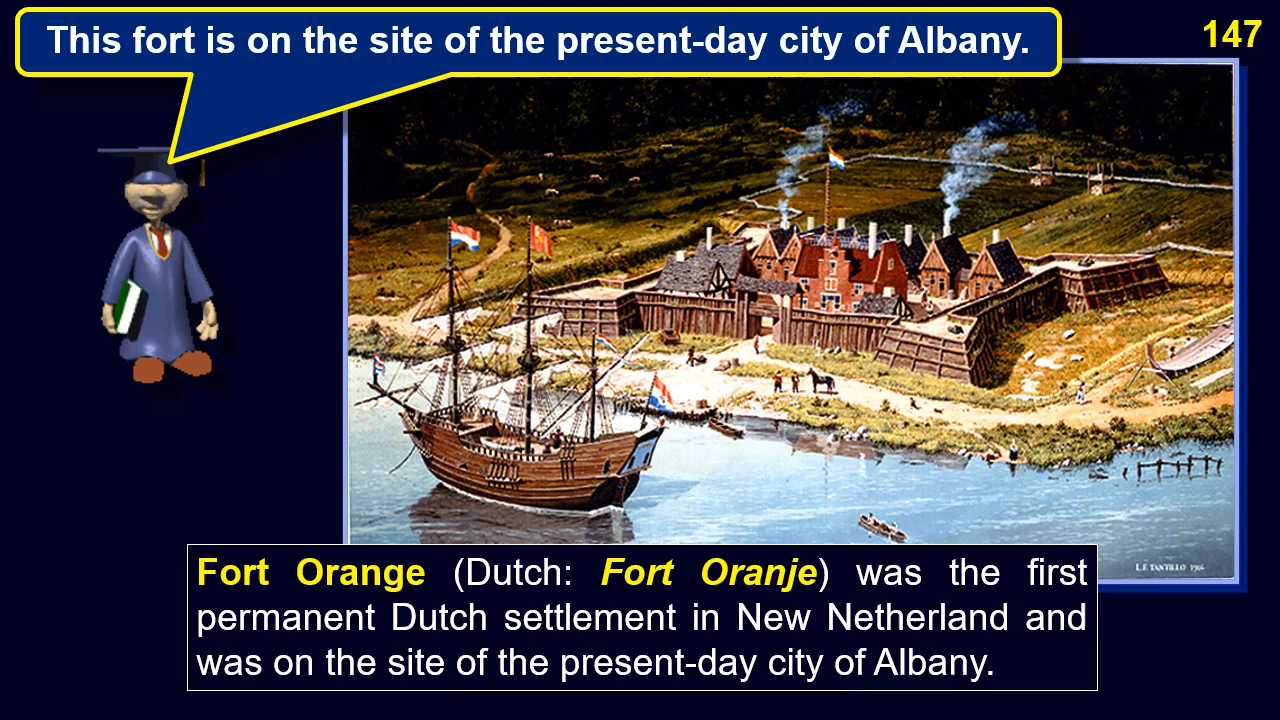 This fort is on the site of the present-day city of Albany.
147
L.F. TANTILLO
Fort Orange (Dutch: Fort Oranje) was the first
permanent Dutch settlement in New Netherland and
was on the site of the present-day city of Albany.